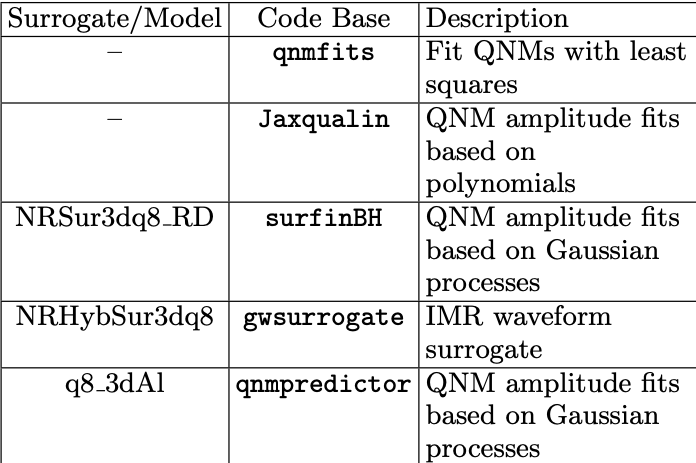 Surrogate/Model Code Base Description
– qnmfits Fit QNMs with least
squares
– Jaxqualin QNM amplitude fits
based on
polynomials
NRSur3dq8_RD surfinBH QNM amplitude fits
based on Gaussian
processes
NRHybSur3dq8 gwsurrogate IMR waveform
surrogate
q8_3dAl qnmpredictor QNM amplitude fits
based on Gaussian
processes